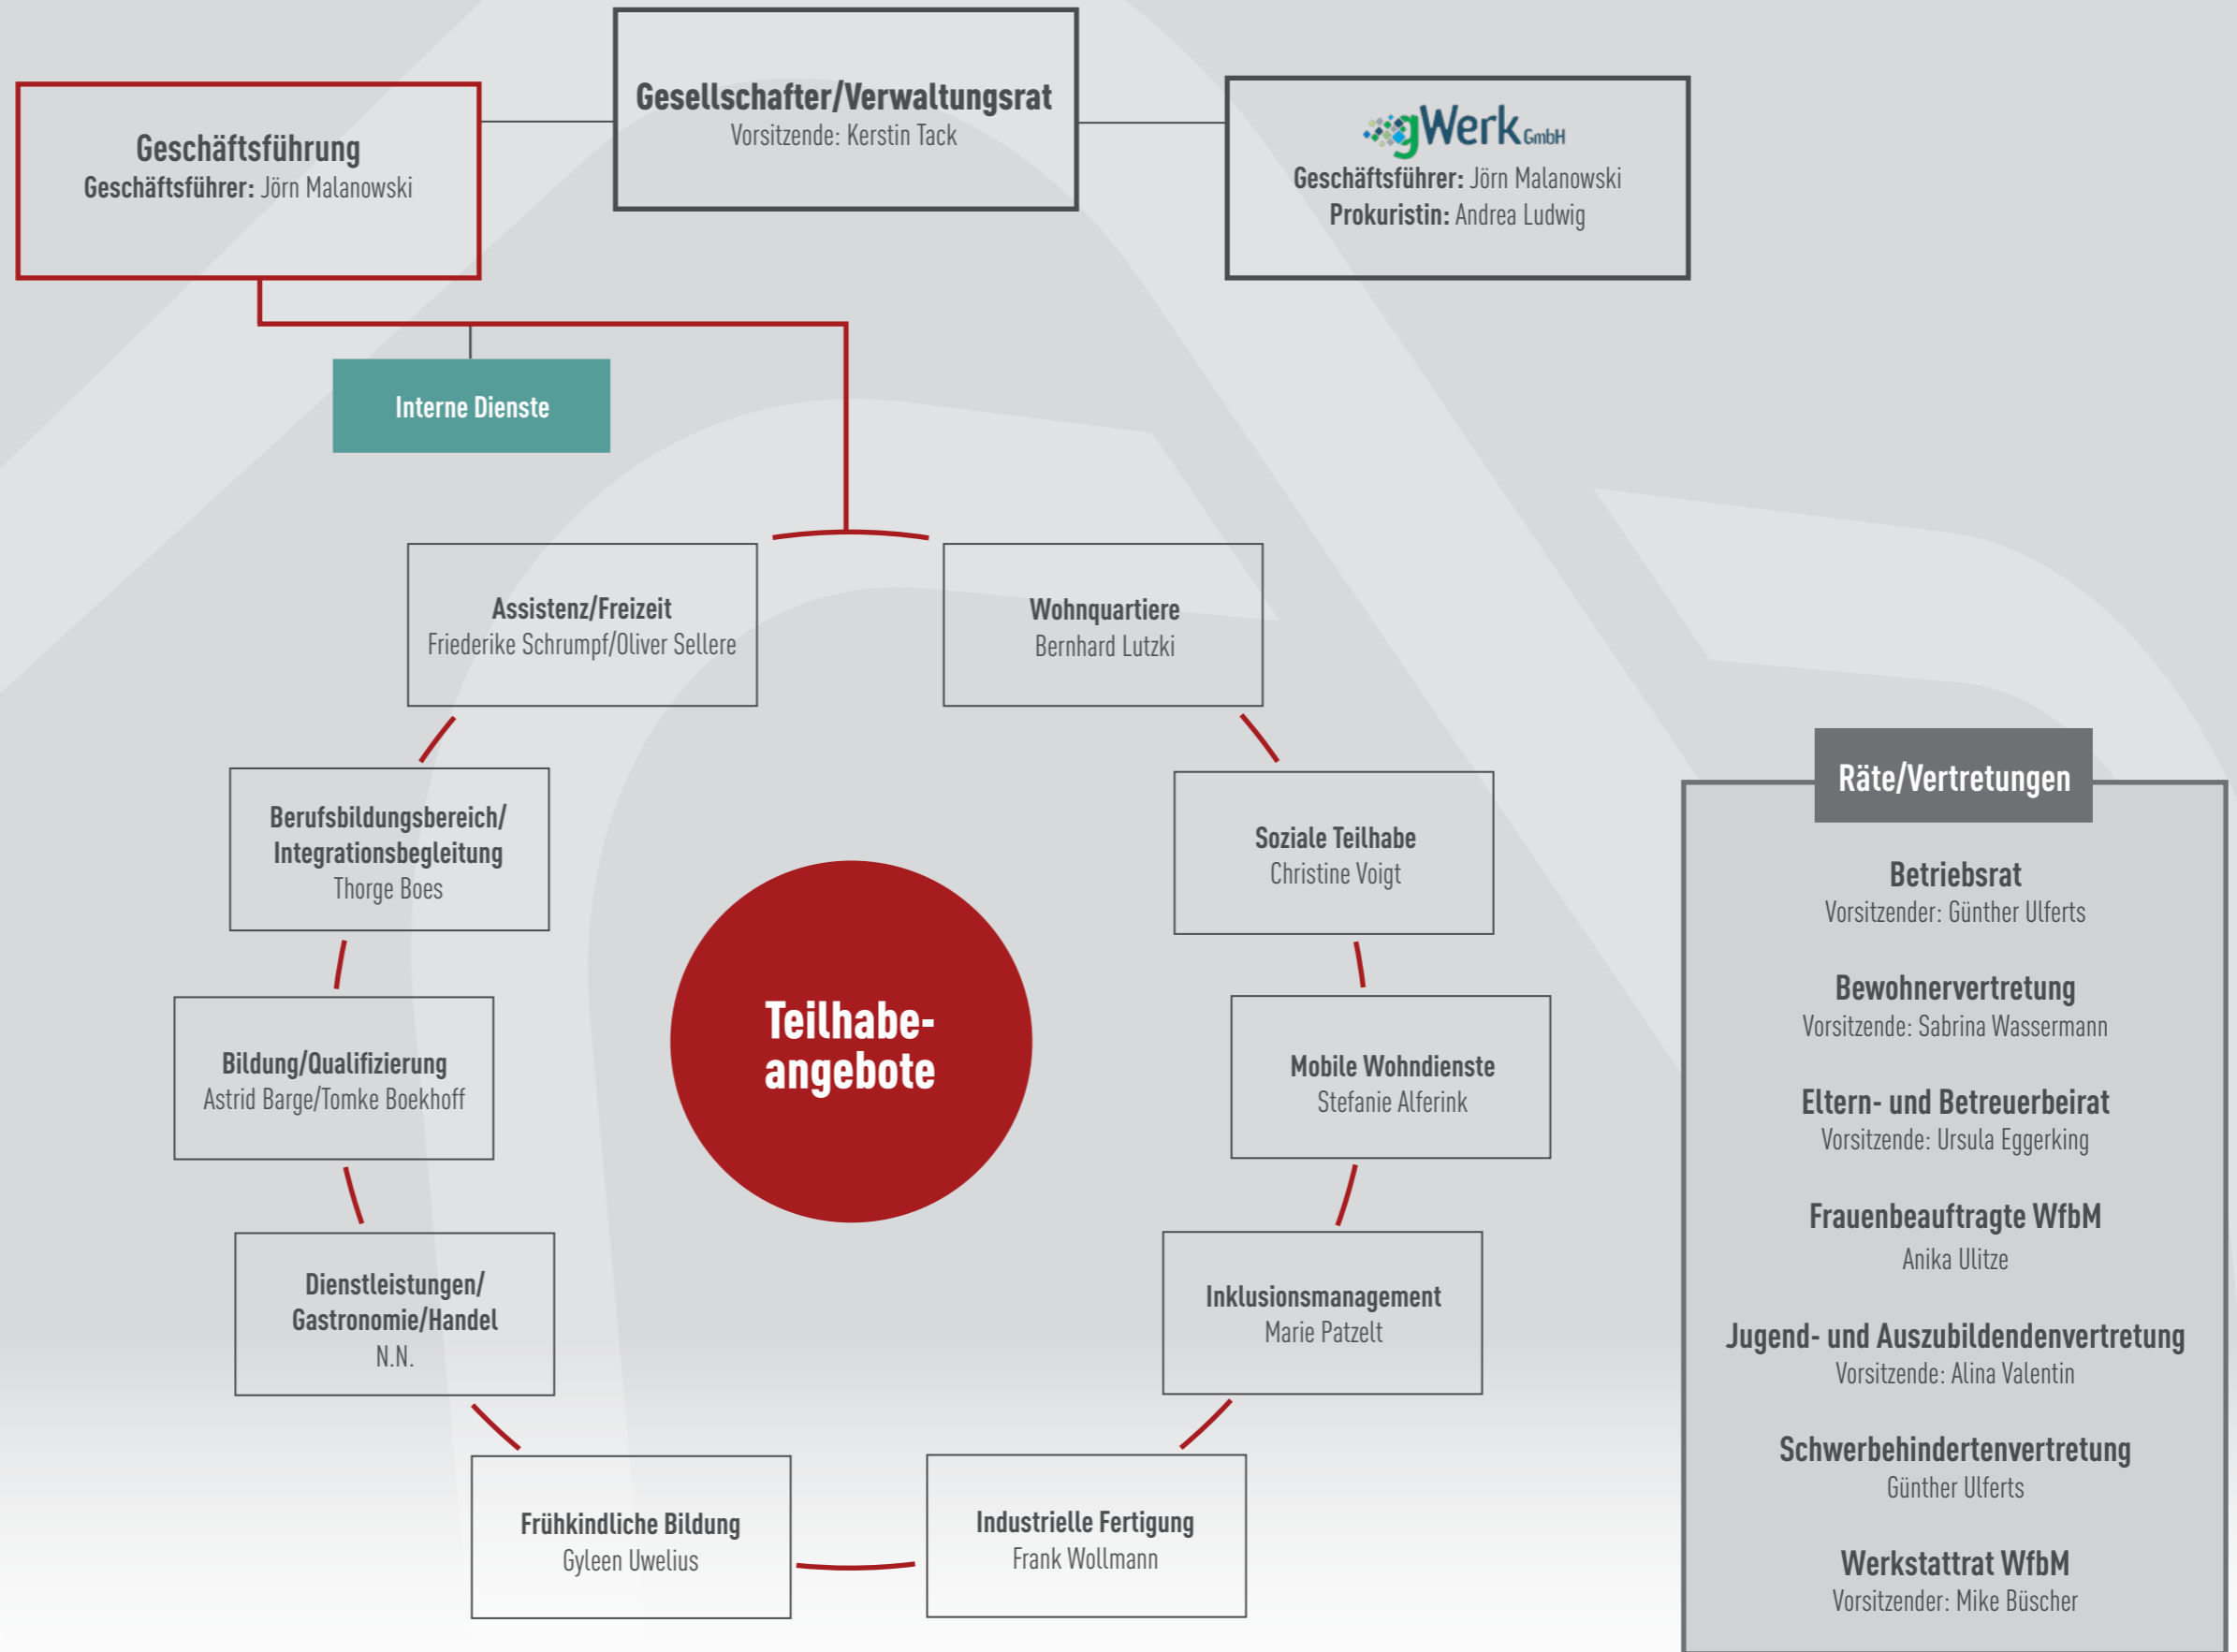 Gesellschafter/Verwaltungsrat
Vorsitzende: Kerstin Tack
Geschäftsführung
Geschäftsführer: Jörn Malanowski
gWerk GmbH
Geschäftsführer: Jörn Malanowski
Prokuristin: Andrea Ludwig
Interne Dienste
Assistenz/Freizeit
Friederike Schrumpf/Oliver Sellere
Wohnquartiere
Bernhard Lutzki
Berufsbildungsbereich/
Integrationsbegleitung
Thorge Boes
Soziale Teilhabe
Christine Voigt
Bildung/Qualifizierung
Astrid Barge/Tomke Boekhoff
Teilhabe-
angebote
Mobile Wohndienste
Stefanie Alferink
Dienstleistungen/
Gastronomie/Handel
N.N.
Inklusionsmanagement
Marie Patzelt
Frühkindliche Bildung
Gyleen Uwelius
Industrielle Fertigung
Frank Wollmann
Räte/Vertretungen
Betriebsrat
Vorsitzender: Günther Ulferts
Bewohnervertretung
Vorsitzende: Sabrina Wassermann
Eltern- und Betreuerbeirat
Vorsitzende: Ursula Eggerking
Frauenbeauftragte WfbM
Anika Ulitze
Jugend- und Auszubildendenvertretung
Vorsitzende: Alina Valentin
Schwerbehindertenvertretung
Günther Ulferts
Werkstattrat WfbM
Vorsitzender: Mike Büscher